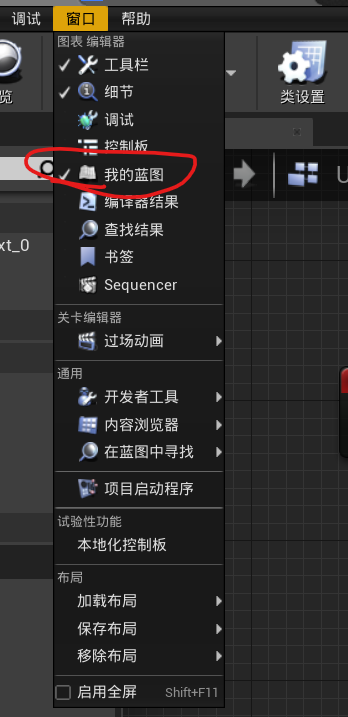 调试 窗口 帮助
图表 编辑器
工具栏
细节
调试
控制板
我的蓝图
编译器结果
查找结果
书签
Sequencer
关卡编辑器
过场动画
通用
开发者工具
内容浏览器
在蓝图中寻找
项目启动程序
试验性功能
本地化控制板
布局
加载布局
保存布局
移除布局
启用全屏 Shift+F11
览
类设置
xt_0